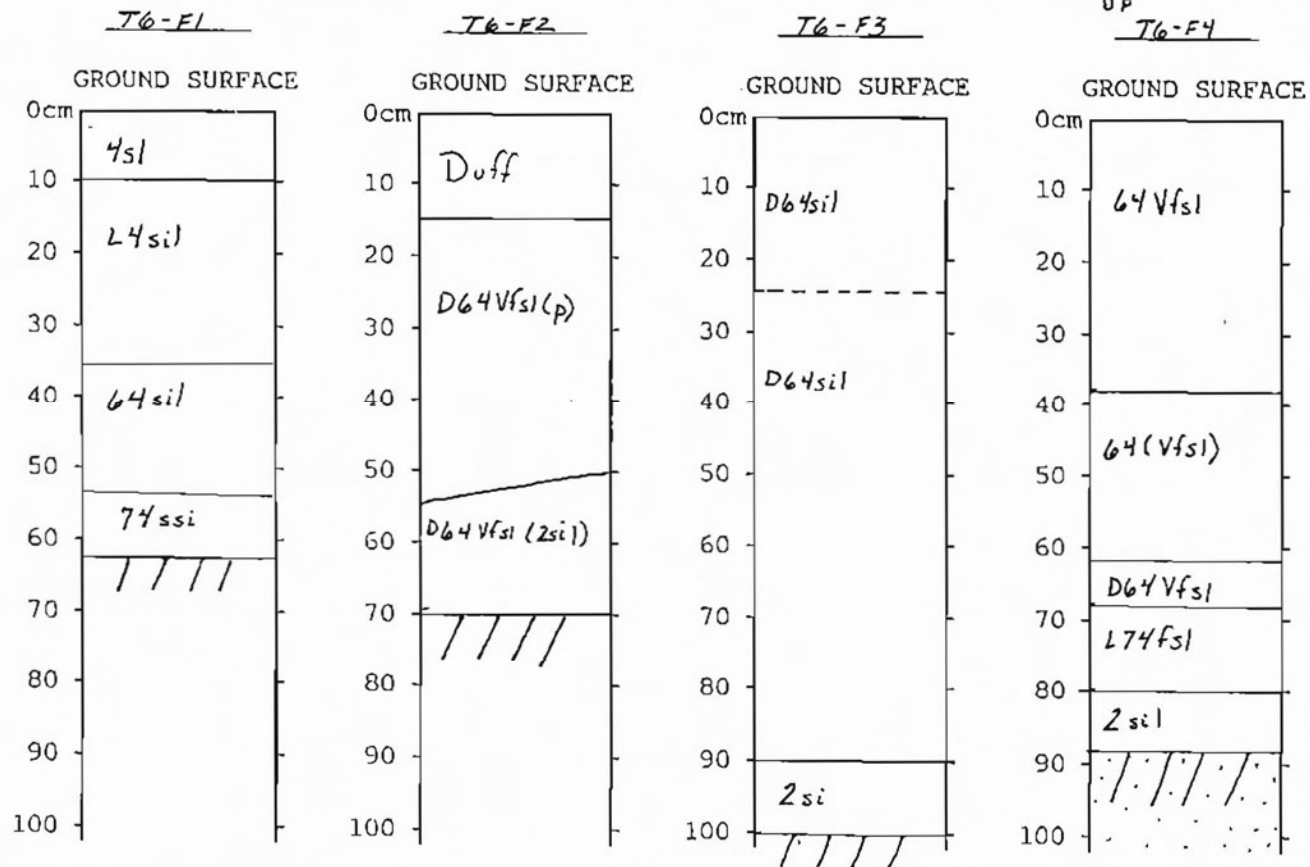 UP
T6-F1
GROUND SURFACE
0cm
10
20
30
40
50
60
70
80
90
100
4sl
L4sil
64sil
74ssi
T6-F2
GROUND SURFACE
0cm
10
20
30
40
50
60
70
80
90
100
Duff
D64Vfsl(p)
D64Vfsl(2sil)
T6-F3
GROUND SURFACE
0cm
10
20
30
40
50
60
70
80
90
100
D64sil
D64sil
2si
T6-F4
GROUND SURFACE
0cm
10
20
30
40
50
60
70
80
90
100
64Vfsl
64(Vfsl)
D64Vfsl
L74fsl
2sil